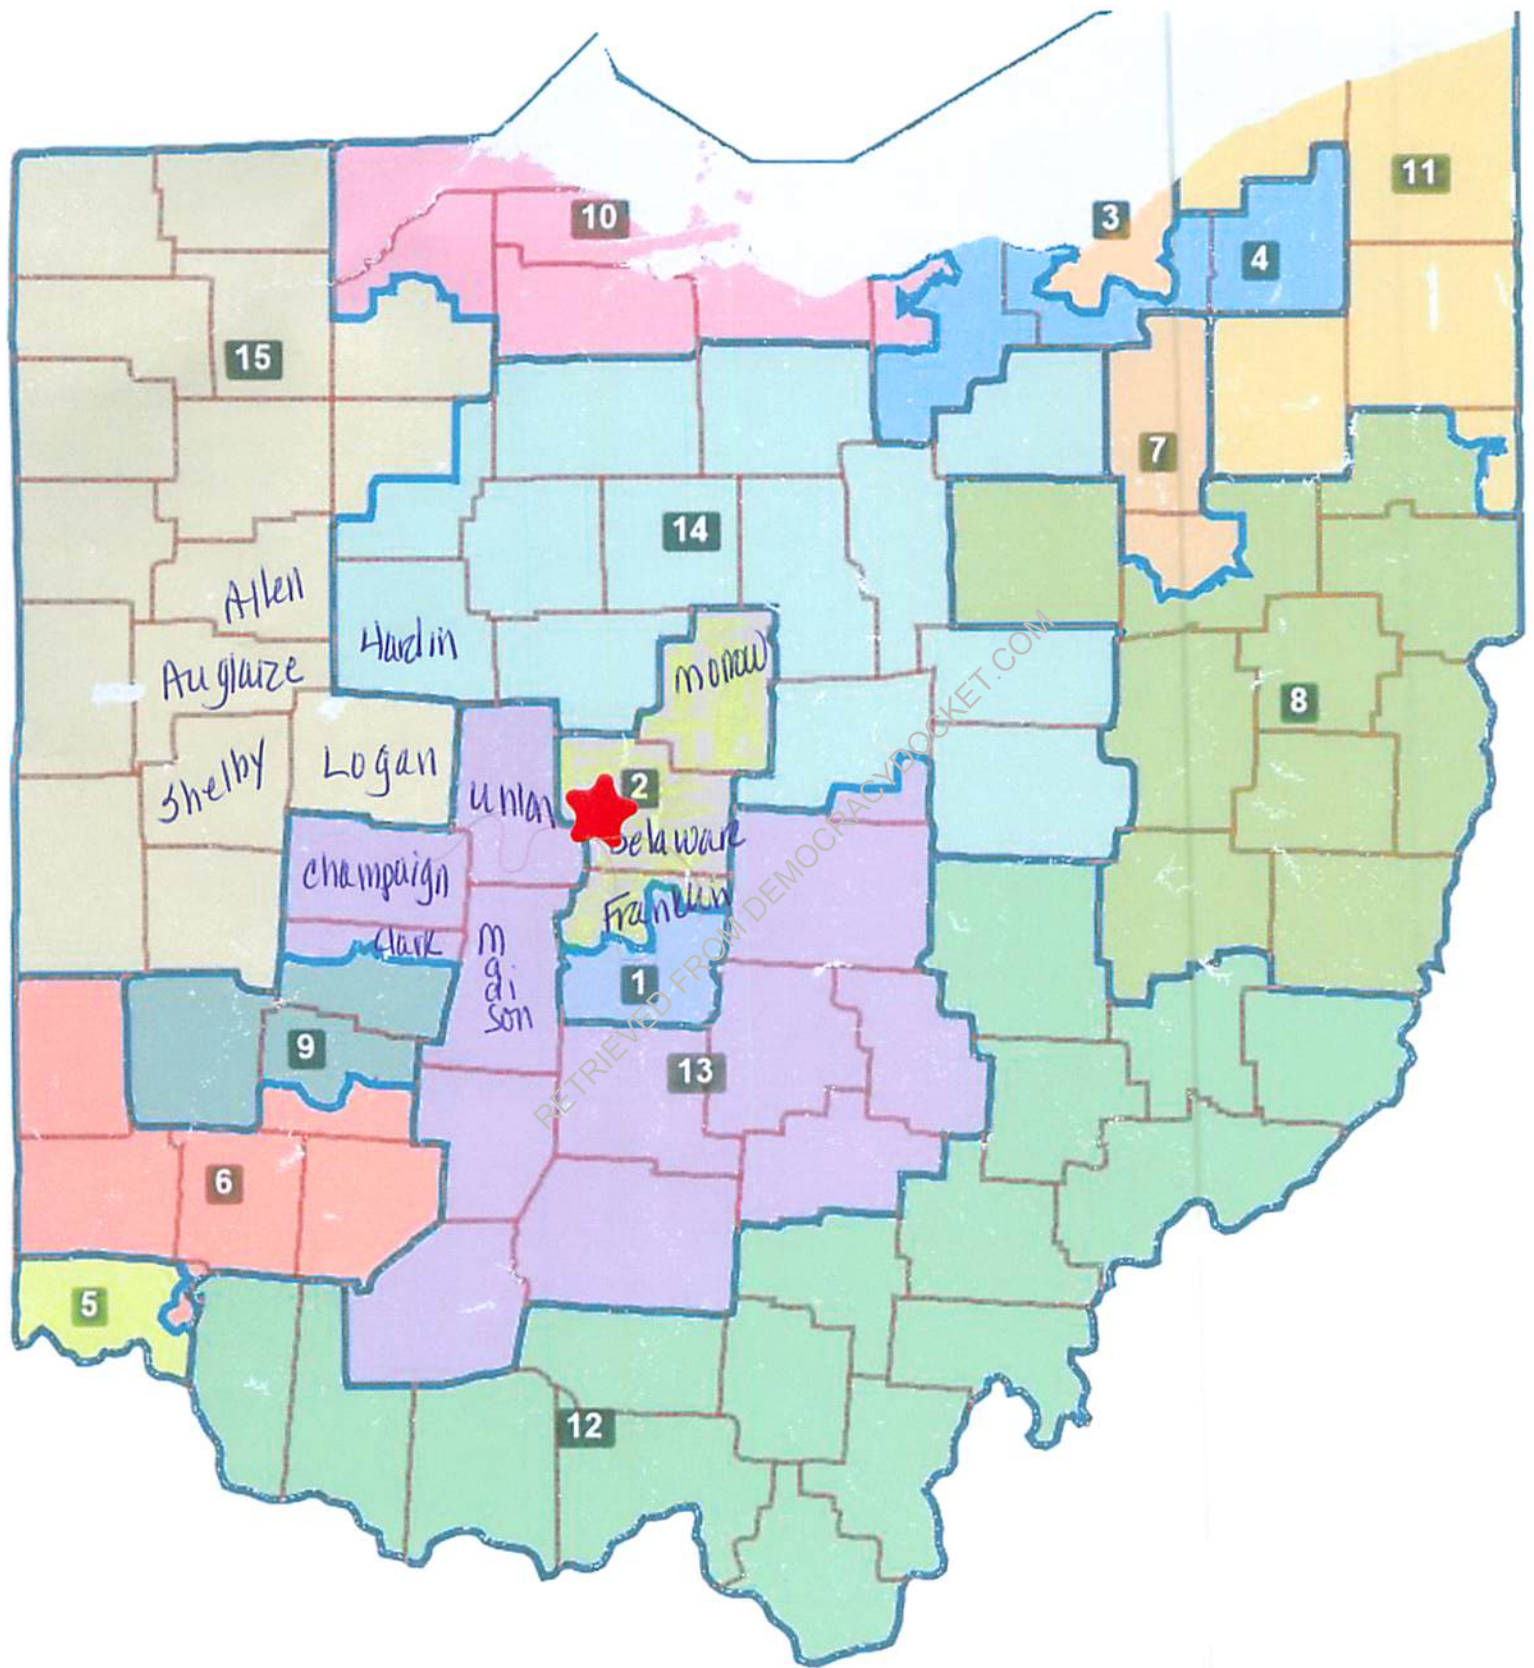 11
10
3
4
15
7
14
Allen
Hardin
Auglaize
Morrow
8
Logan
Shelby
2
Union
Delaware
Champaign
Franklin
Clark
Madison
1
9
13
6
5
12
RETRIEVED FROM DEMOCRACYDOCKET.COM